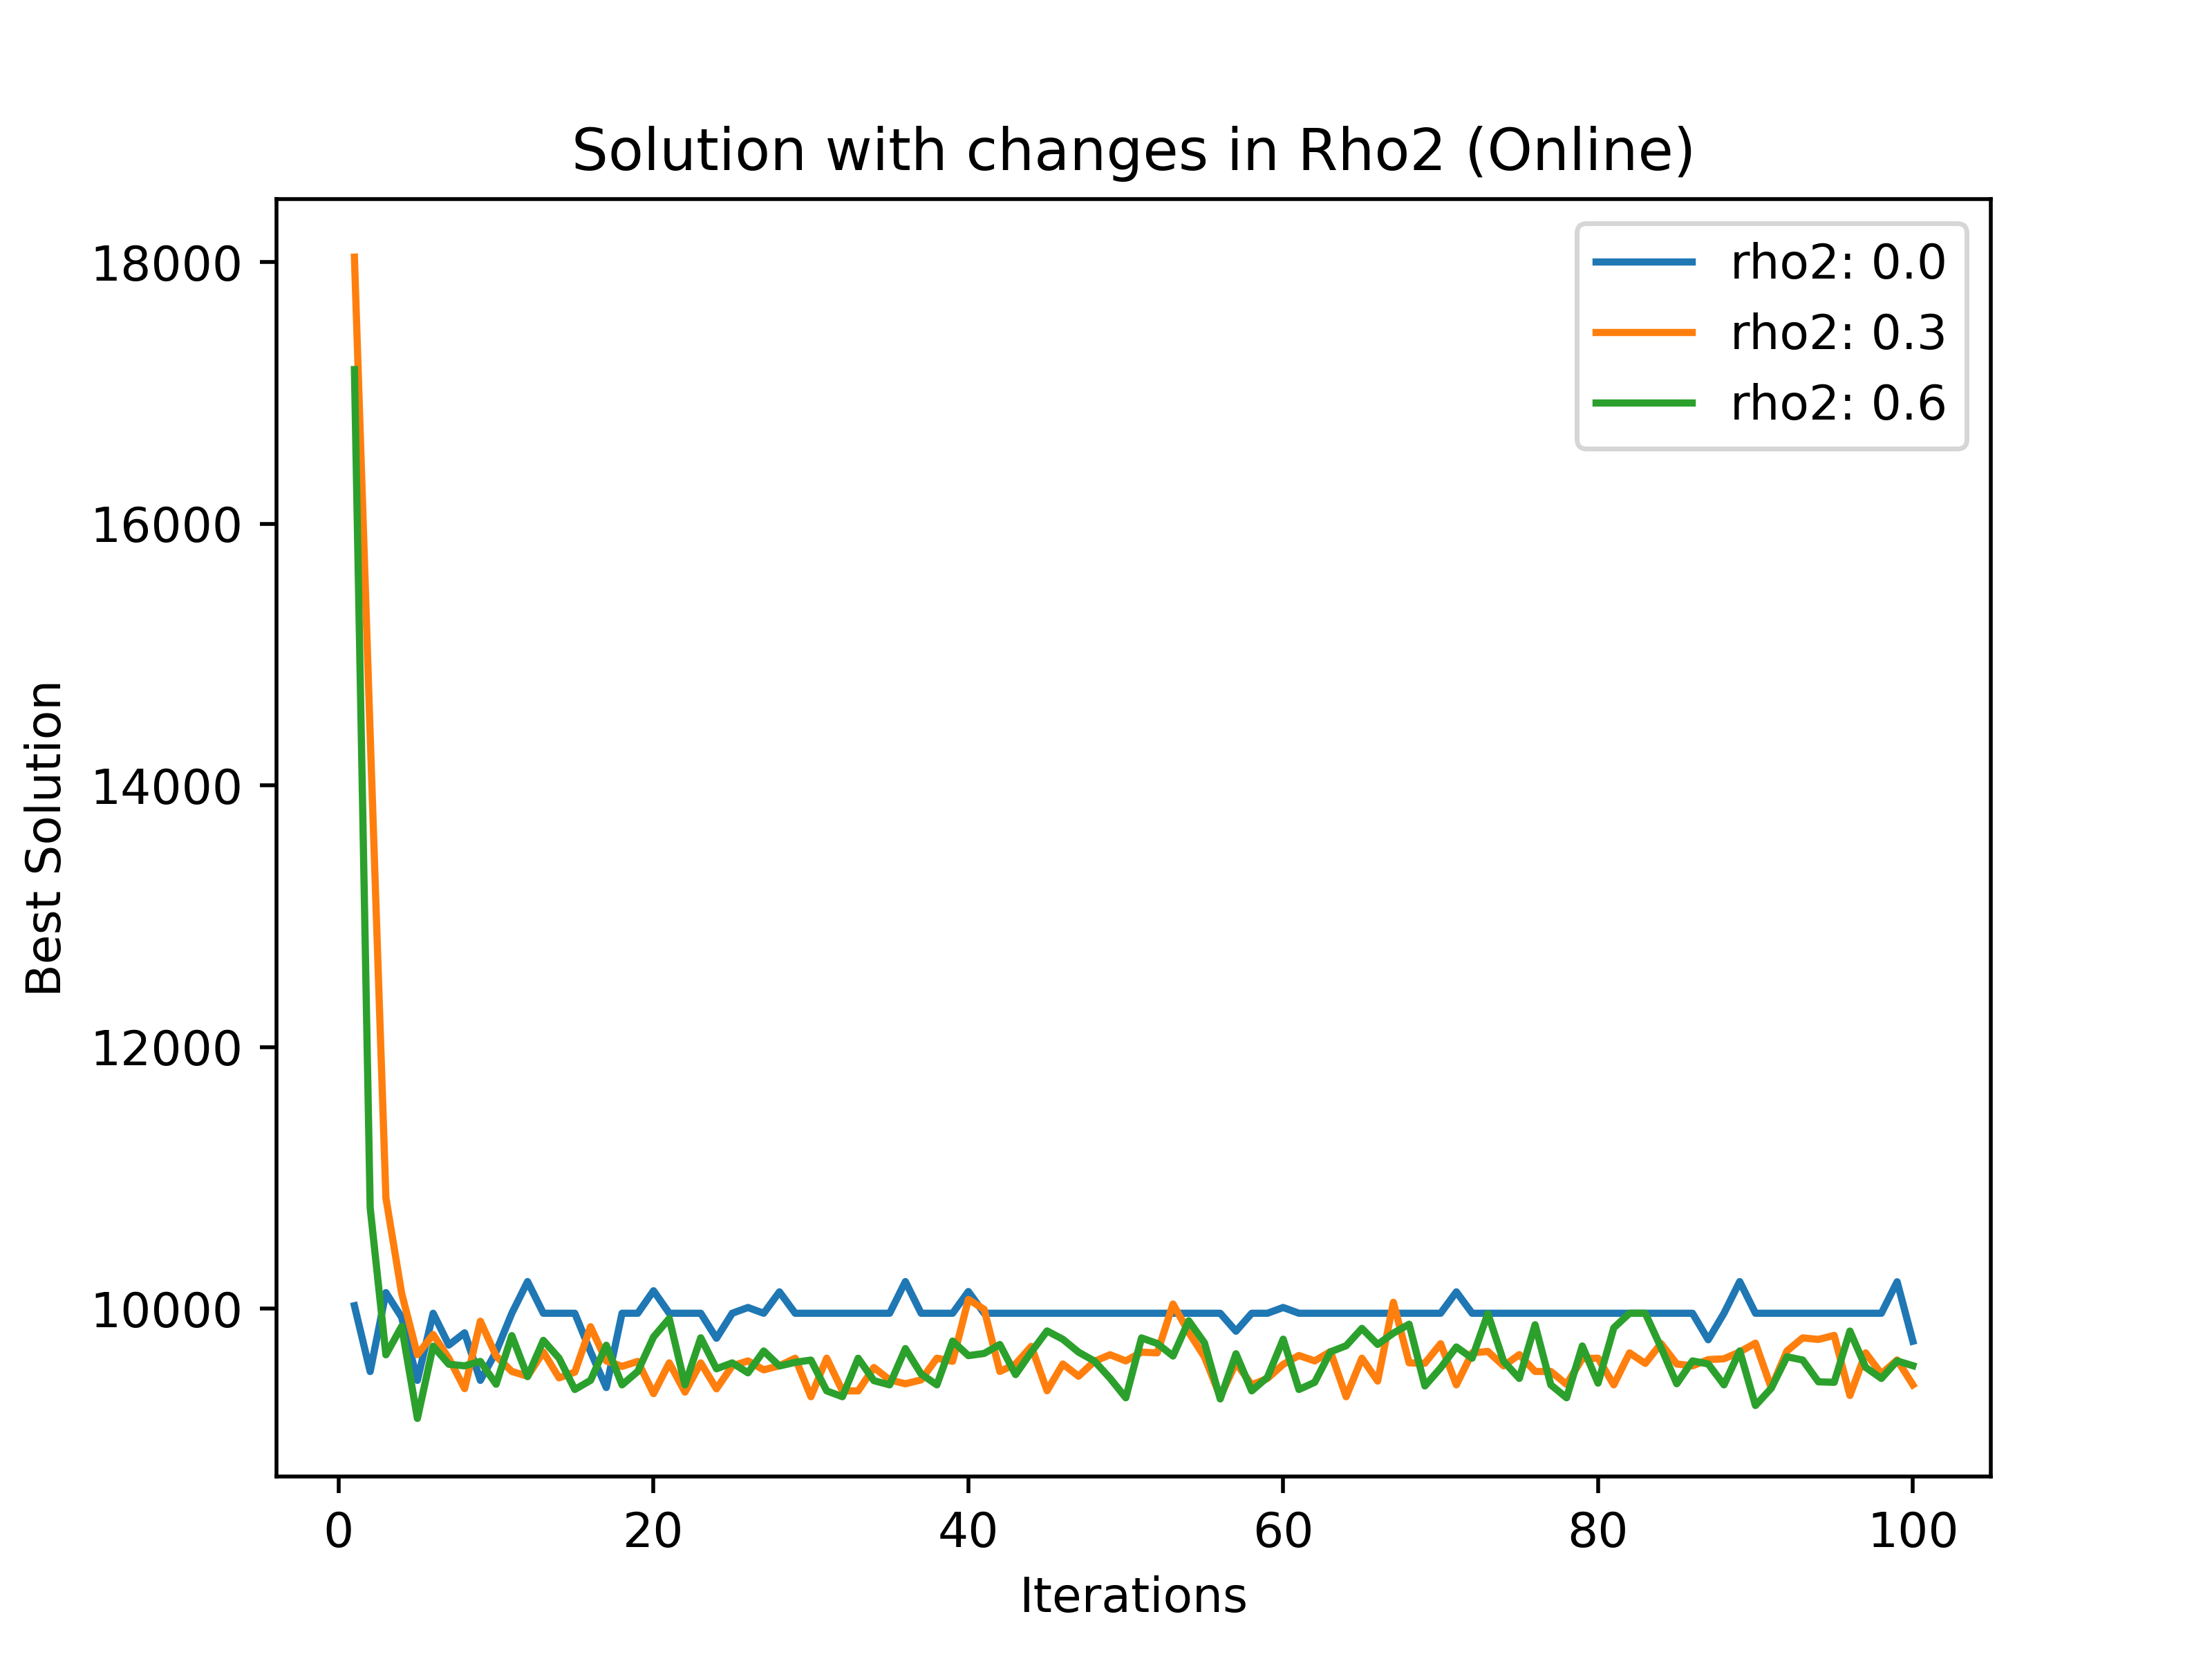 Solution with changes in Rho2 (Online)
rho2: 0.0
rho2: 0.3
rho2: 0.6
18000
16000
14000
12000
10000
Best Solution
0 20 40 60 80 100
Iterations